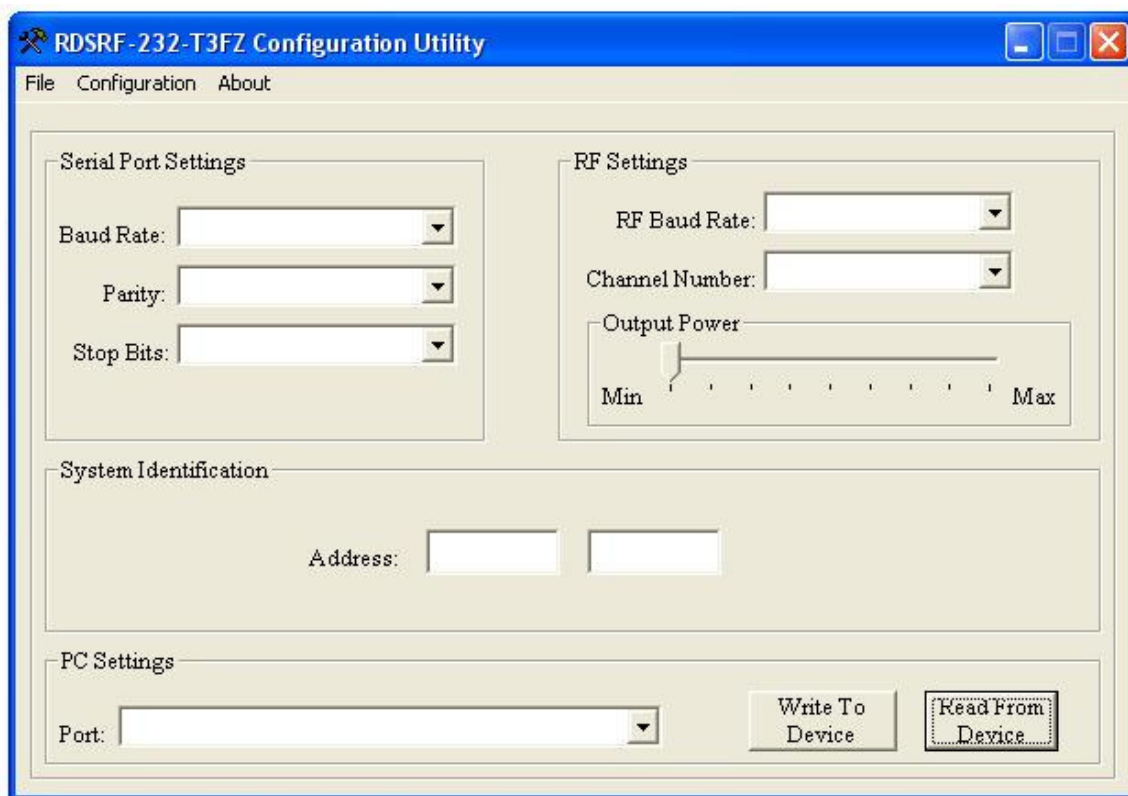 RDSRF-232-T3FZ Configuration Utility
File Configuration About
Serial Port Settings
Baud Rate:
Parity:
Stop Bits:
RF Settings
RF Baud Rate:
Channel Number:
Output Power
Min Max
System Identification
Address:
PC Settings
Port:
Write To
Device
Read From
Device